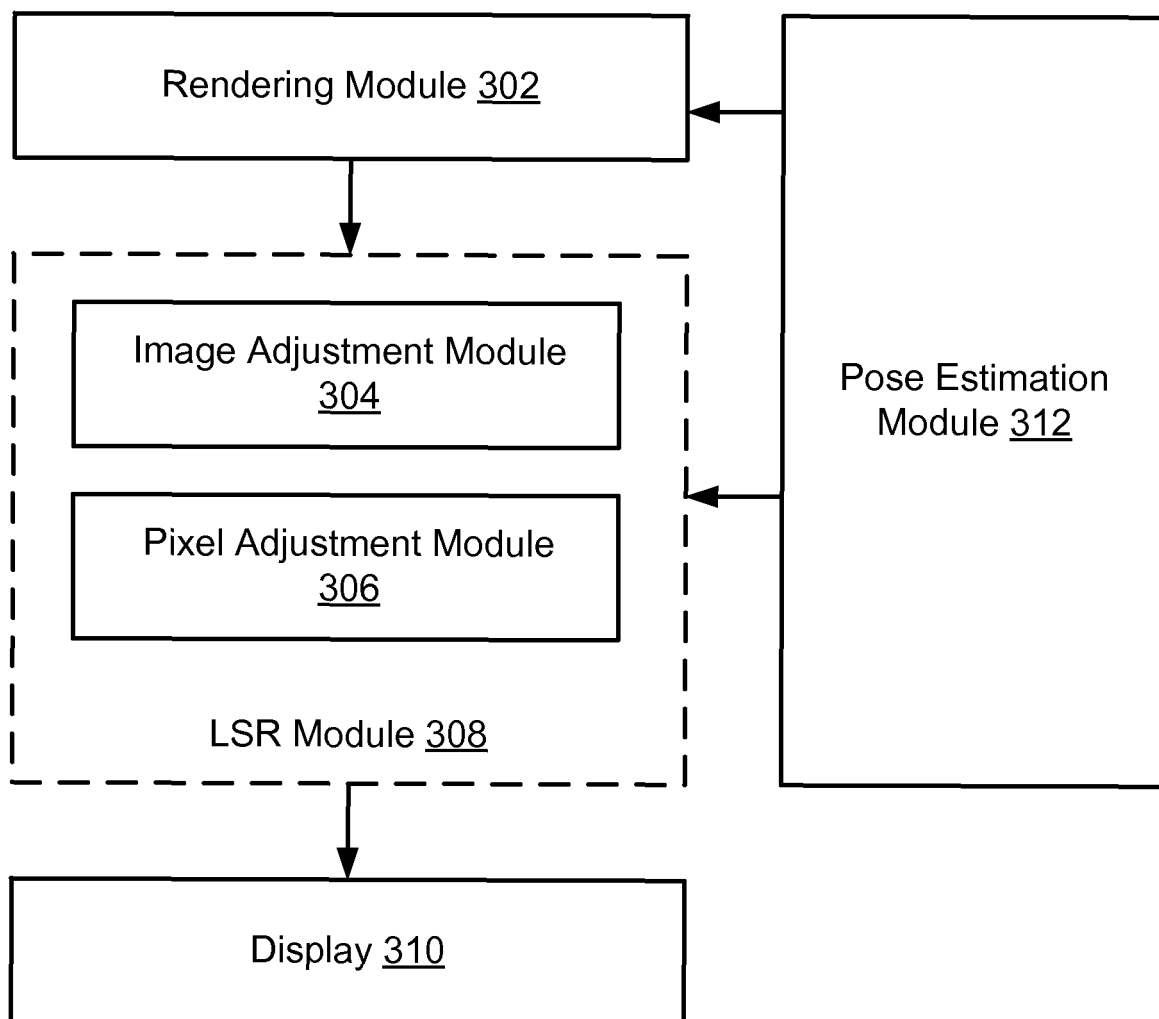 Rendering Module 302
Image Adjustment Module
304
Pixel Adjustment Module
306
LSR Module 308
Display 310
Pose Estimation
Module 312